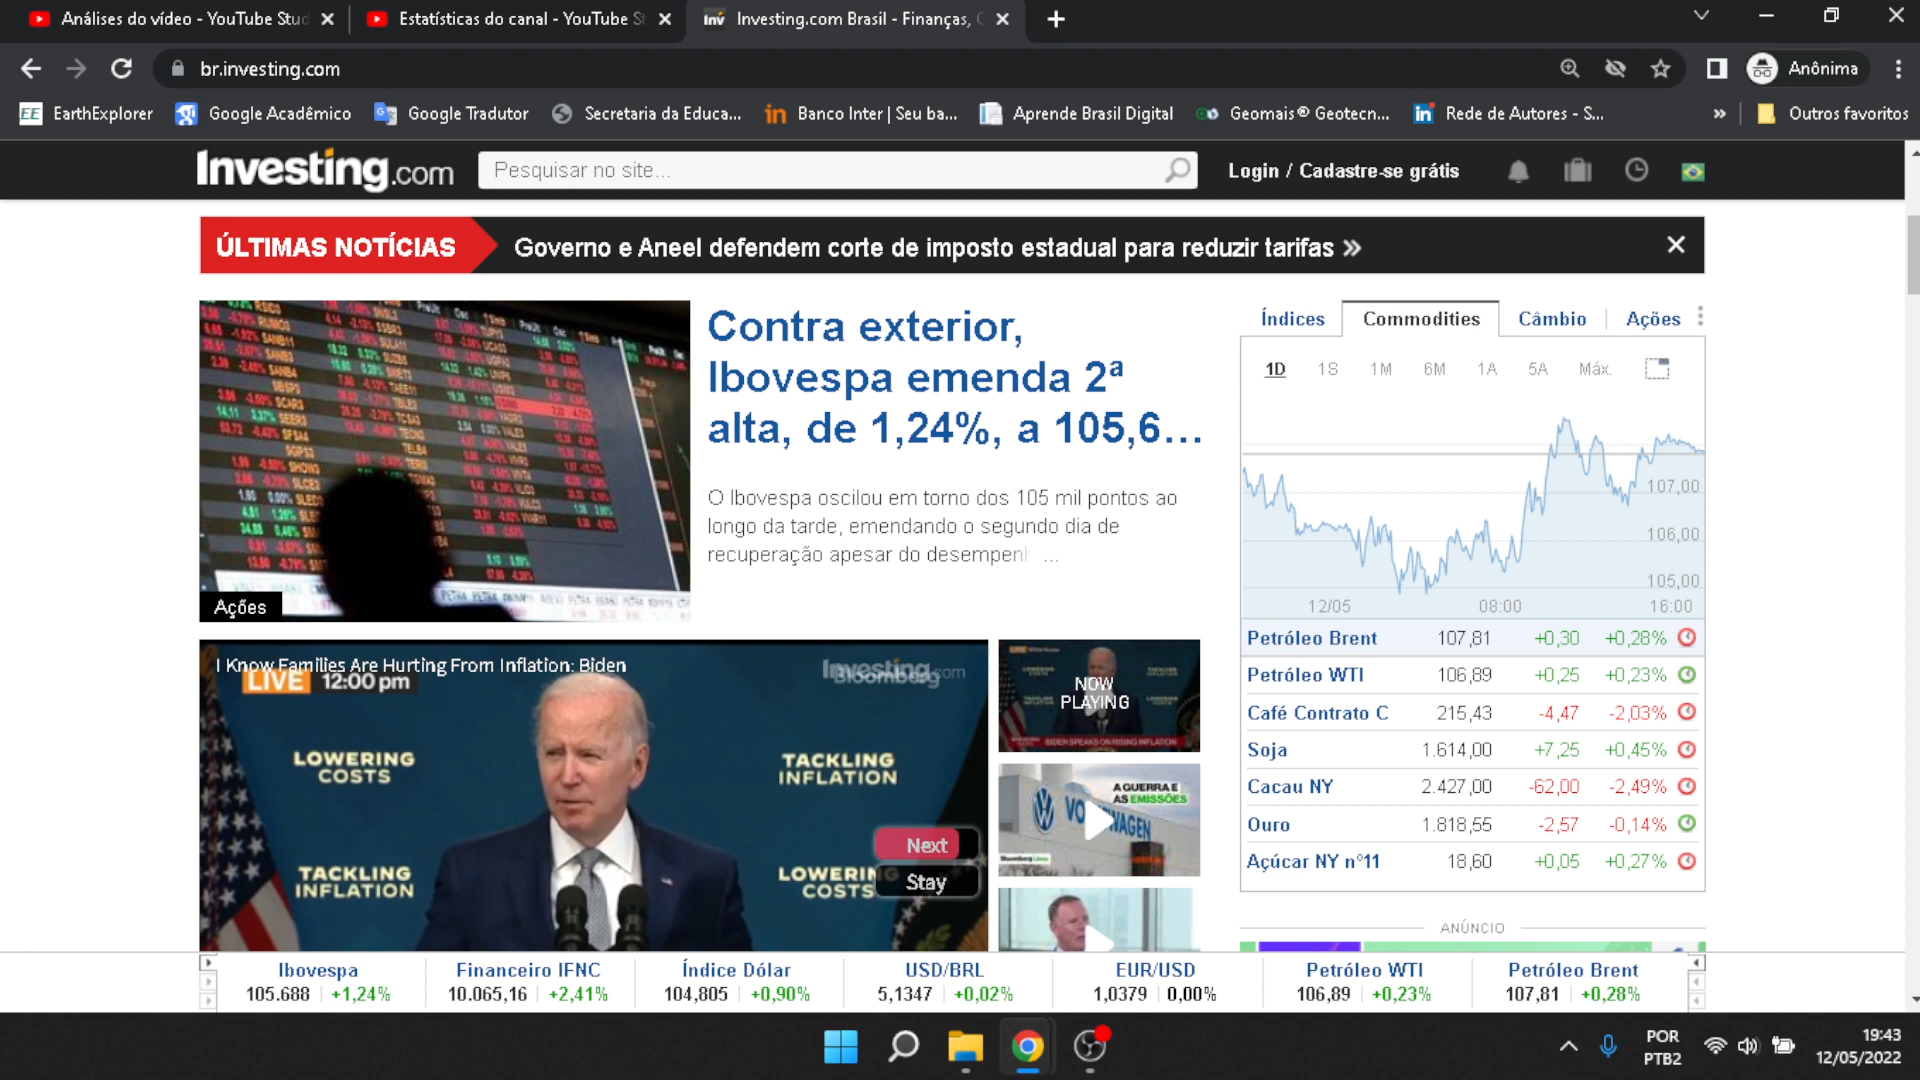 Análises do vídeo - YouTube Stud
Estatísticas do canal - YouTube St
Investing.com Brasil - Finanças, C
br.investing.com
Anônima
EarthExplorer
Google Acadêmico
Google Tradutor
Secretaria da Educa...
Banco Inter | Seu ba...
Aprende Brasil Digital
Geomais® Geotecn...
Rede de Autores - S...
»
Outros favoritos
Investing.com
Pesquisar no site...
Login / Cadastre-se grátis
ÚLTIMAS NOTÍCIAS
Governo e Aneel defendem corte de imposto estadual para reduzir tarifas »
Contra exterior,
Ibovespa emenda 2ª
alta, de 1,24%, a 105,6...
O Ibovespa oscilou em torno dos 105 mil pontos ao
longo da tarde, emendando o segundo dia de
recuperação apesar do desempenh ...
Ações
Índices Commodities Câmbio Ações
1D 1S 1M 6M 1A 5A Máx.
107,00
106,00
105,00
12/05 08:00 16:00
Petróleo Brent 107,81 +0,30 +0,28%
Petróleo WTI 106,89 +0,25 +0,23%
Café Contrato C 215,43 -4,47 -2,03%
Soja 1.614,00 +7,25 +0,45%
Cacau NY 2.427,00 -62,00 -2,49%
Ouro 1.818,55 -2,57 -0,14%
Açúcar NY nº11 18,60 +0,05 +0,27%
ANÚNCIO
I Know Families Are Hurting From Inflation: Biden
LIVE 12:00 pm
Investing.com
Bloomberg
LOWERING
COSTS
TACKLING
INFLATION
TACKLING
INFLATION
LOWERING
COSTS
Next
Stay
NOW
PLAYING
BIDEN SPEAKS ON RISING INFLATION
A GUERRA E
AS EMISSÕES
VOLKSWAGEN
Ibovespa
105.688 +1,24%
Financeiro IFNC
10.065,16 +2,41%
Índice Dólar
104,805 +0,90%
USD/BRL
5,1347 +0,02%
EUR/USD
1,0379 0,00%
Petróleo WTI
106,89 +0,23%
Petróleo Brent
107,81 +0,28%
POR
PTB2
19:43
12/05/2022